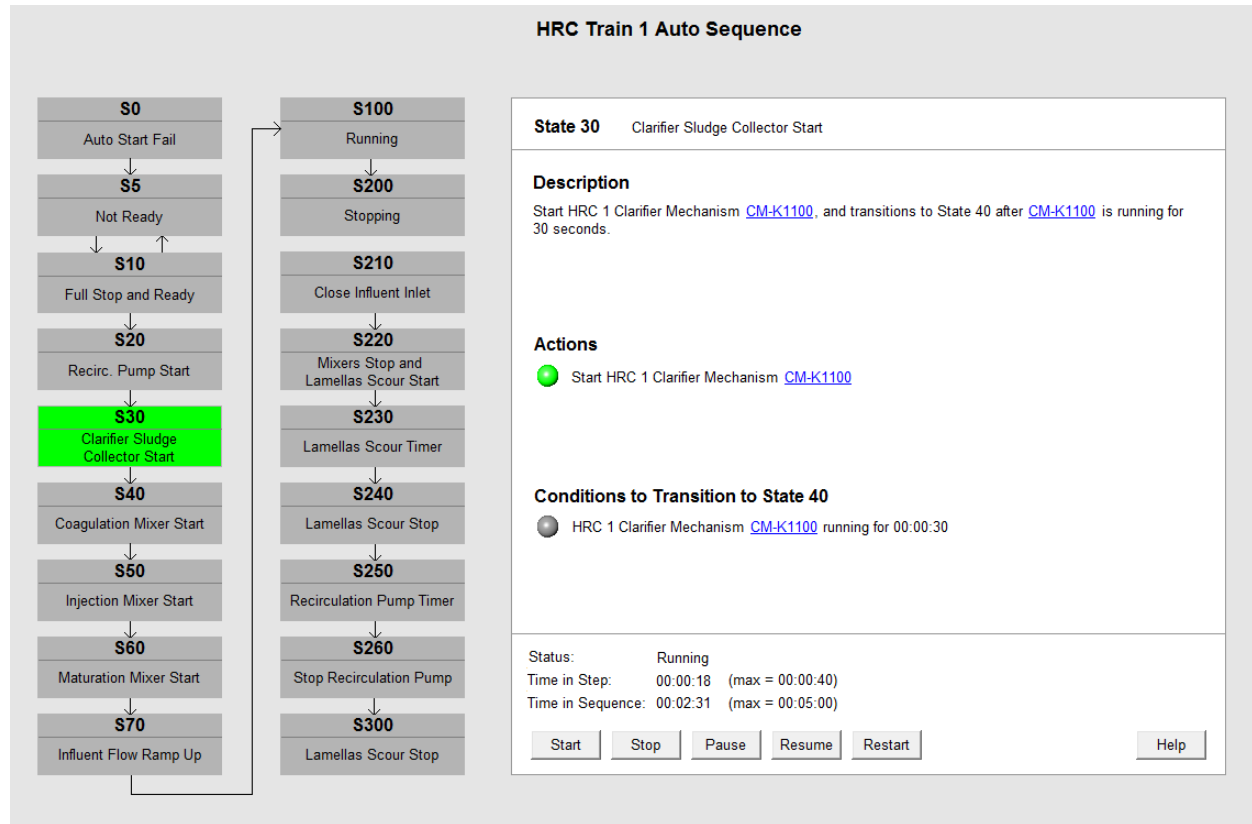 HRC Train 1 Auto Sequence
S0
Auto Start Fail
S5
Not Ready
S10
Full Stop and Ready
S20
Recirc. Pump Start
S30
Clarifier Sludge
Collector Start
S40
Coagulation Mixer Start
S50
Injection Mixer Start
S60
Maturation Mixer Start
S70
Influent Flow Ramp Up
S100
Running
S200
Stopping
S210
Close Influent Inlet
S220
Mixers Stop and
Lamellas Scour Start
S230
Lamellas Scour Timer
S240
Lamellas Scour Stop
S250
Recirculation Pump Timer
S260
Stop Recirculation Pump
S300
Lamellas Scour Stop
State 30 Clarifier Sludge Collector Start
Description
Start HRC 1 Clarifier Mechanism CM-K1100, and transitions to State 40 after CM-K1100 is running for
30 seconds.
Actions
Start HRC 1 Clarifier Mechanism CM-K1100
Conditions to Transition to State 40
HRC 1 Clarifier Mechanism CM-K1100 running for 00:00:30
Status: Running
Time in Step: 00:00:18 (max = 00:00:40)
Time in Sequence: 00:02:31 (max = 00:05:00)
Start Stop Pause Resume Restart Help